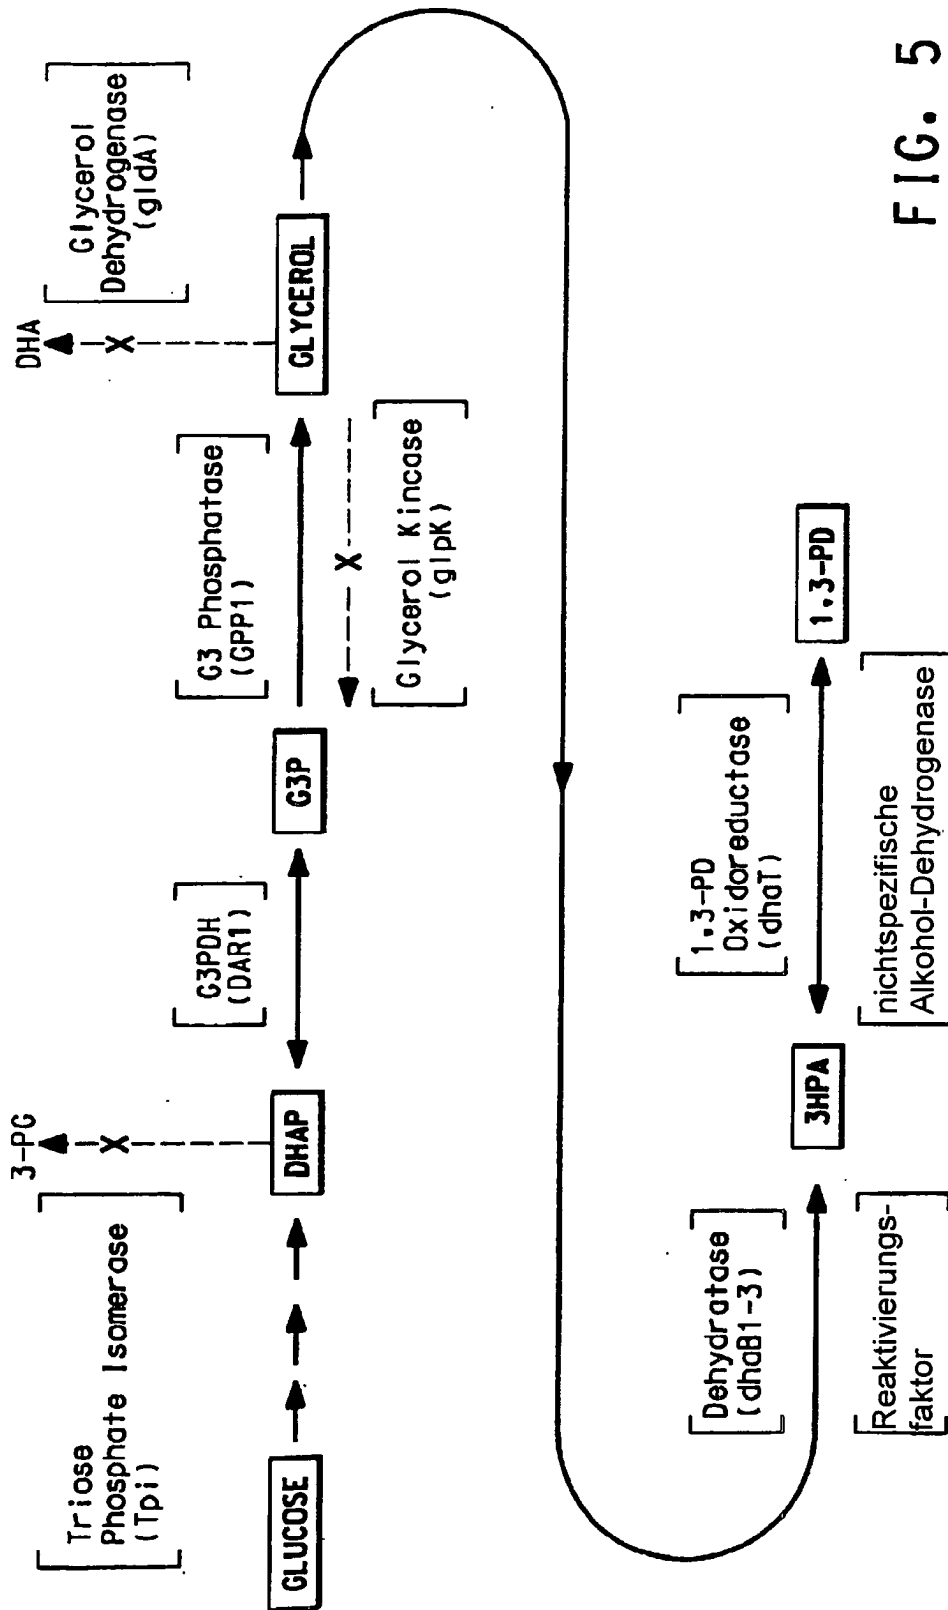 Triose
Phosphate Isomerase
(Tpi)
3-PG
X
GLUCOSE
DHAP
G3PDH
(DAR1)
G3P
G3 Phosphatase
(GPP1)
X
Glycerol Kincase
(glpK)
GLYCEROL
DHA
X
Glycerol
Dehydrogenase
(gldA)
Dehydratase
(dhaB1-3)
Reaktivierungs-
faktor
3HPA
1,3-PD
Oxidoreductase
(dhaT)
nichtspezifische
Alkohol-Dehydrogenase
1,3-PD
FIG. 5